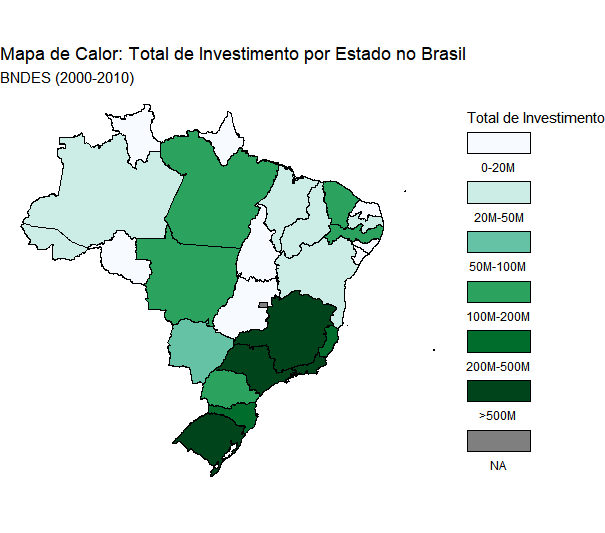 Mapa de Calor: Total de Investimento por Estado no Brasil
BNDES (2000-2010)
Total de Investimento
0-20M
20M-50M
50M-100M
100M-200M
200M-500M
>500M
NA